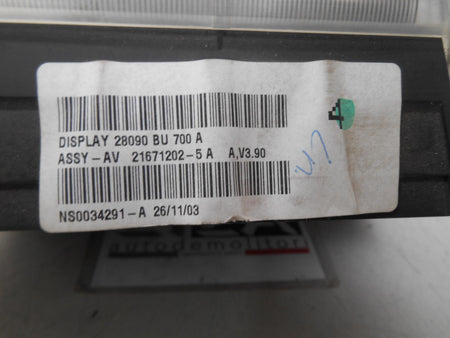 DISPLAY 28090 BU 700 A
ASSY-AV 21671202-5 A A,V3.90
NS0034291-A 26/11/03
autodemolitor